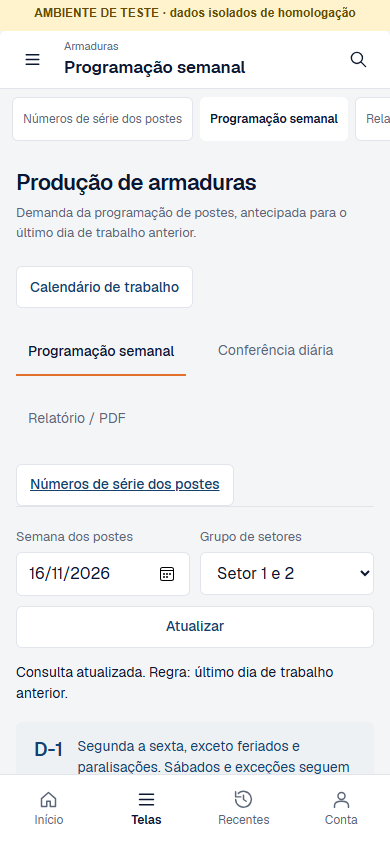 AMBIENTE DE TESTE · dados isolados de homologação
Armaduras
Programação semanal
Números de série dos postes
Programação semanal
Rela
Produção de armaduras
Demanda da programação de postes, antecipada para o
último dia de trabalho anterior.
Calendário de trabalho
Programação semanal
Conferência diária
Relatório / PDF
Números de série dos postes
Semana dos postes
Grupo de setores
16/11/2026
Setor 1 e 2
Atualizar
Consulta atualizada. Regra: último dia de trabalho
anterior.
D-1
Segunda a sexta, exceto feriados e
paralisações. Sábados e exceções seguem
Início
Telas
Recentes
Conta